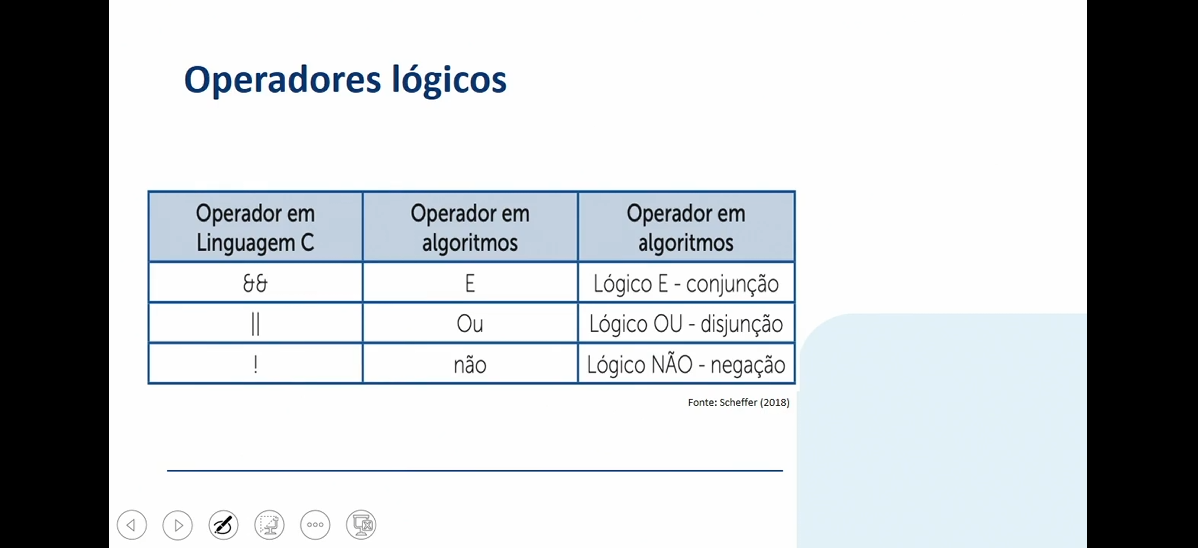 Operadores lógicos
Operador em Linguagem C
Operador em algoritmos
Operador em algoritmos
&&
E
Lógico E - conjunção
||
Ou
Lógico OU - disjunção
!
não
Lógico NÃO - negação
Fonte: Scheffer (2018)